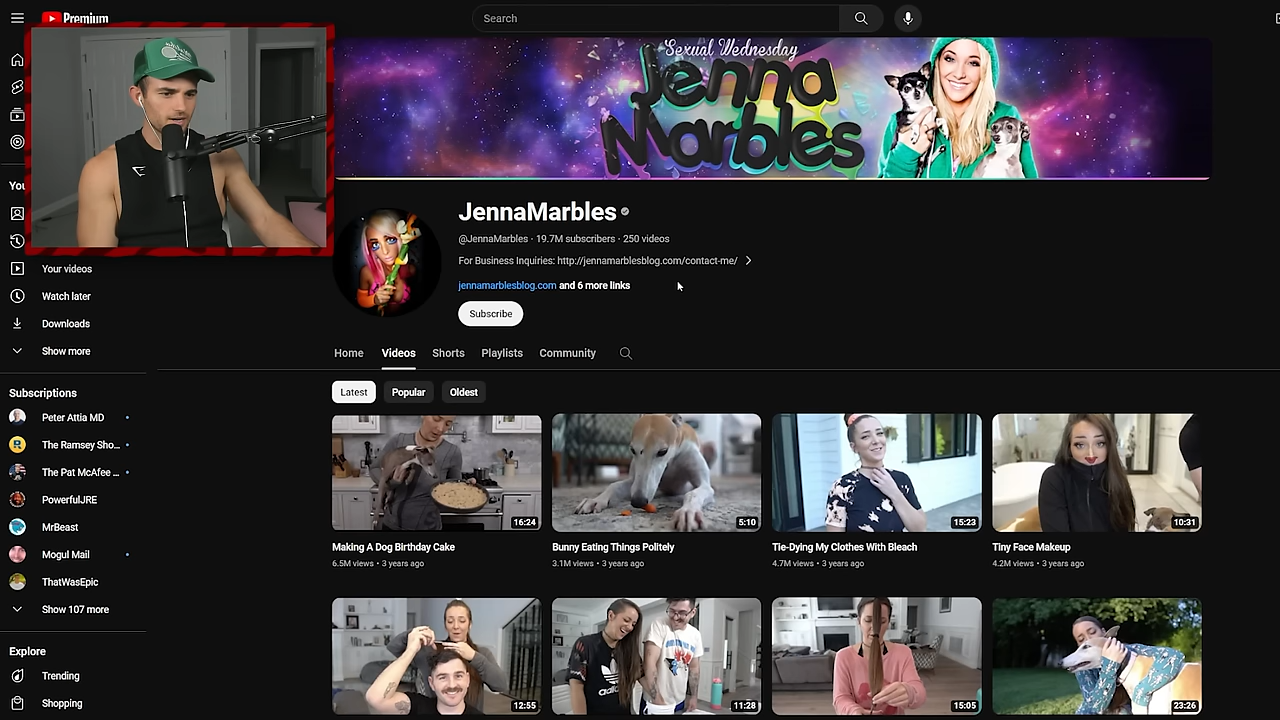 Premium
Search
Sexual Wednesday
Jenna
Marbles
You
JennaMarbles
@JennaMarbles · 19.7M subscribers · 250 videos
For Business Inquiries: http://jennamarblesblog.com/contact-me/
jennamarblesblog.com and 6 more links
Subscribe
Your videos
Watch later
Downloads
Show more
Home Videos Shorts Playlists Community
Latest Popular Oldest
Subscriptions
Peter Attia MD
The Ramsey Sho...
The Pat McAfee ...
PowerfulJRE
MrBeast
Mogul Mail
ThatWasEpic
Show 107 more
Explore
Trending
Shopping
16:24
5:10
15:23
10:31
Making A Dog Birthday Cake
6.5M views • 3 years ago
Bunny Eating Things Politely
3.1M views • 3 years ago
Tie-Dying My Clothes With Bleach
4.7M views • 3 years ago
Tiny Face Makeup
4.2M views • 3 years ago
adidas
12:55
11:28
15:05
23:26